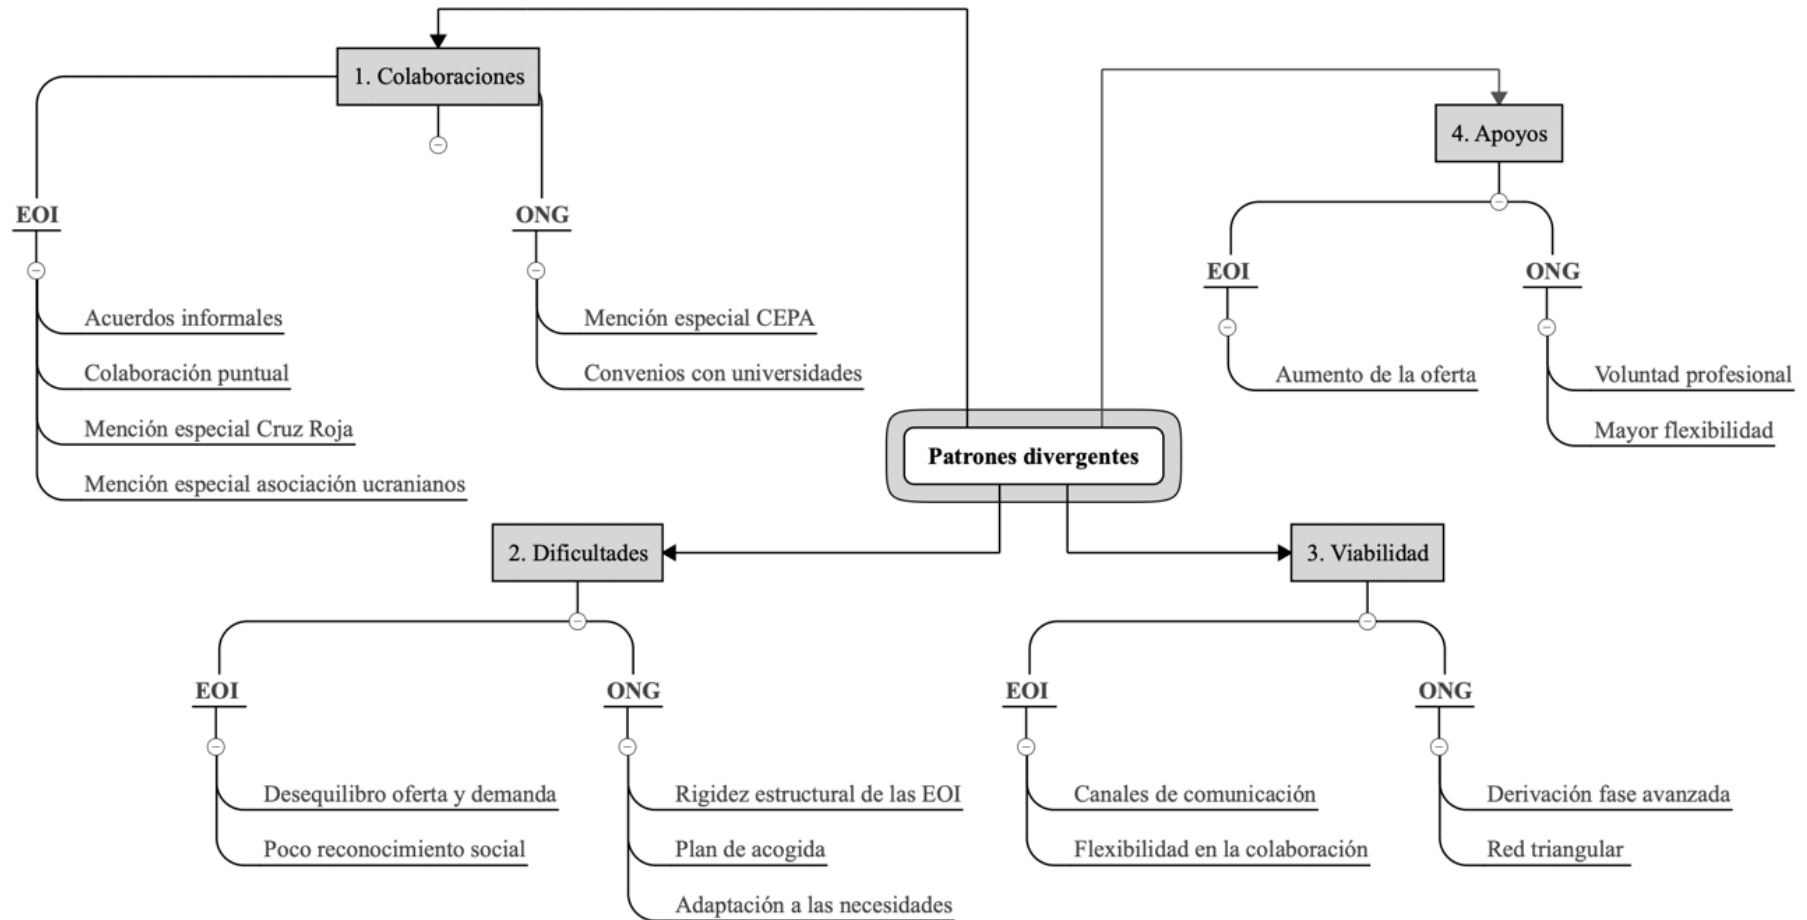 1. Colaboraciones
EOI
Acuerdos informales
Colaboración puntual
Mención especial Cruz Roja
Mención especial asociación ucranianos
ONG
Mención especial CEPA
Convenios con universidades
4. Apoyos
EOI
Aumento de la oferta
ONG
Voluntad profesional
Mayor flexibilidad
Patrones divergentes
2. Dificultades
EOI
Desequilibro oferta y demanda
Poco reconocimiento social
ONG
Rigidez estructural de las EOI
Plan de acogida
Adaptación a las necesidades
3. Viabilidad
EOI
Canales de comunicación
Flexibilidad en la colaboración
ONG
Derivación fase avanzada
Red triangular